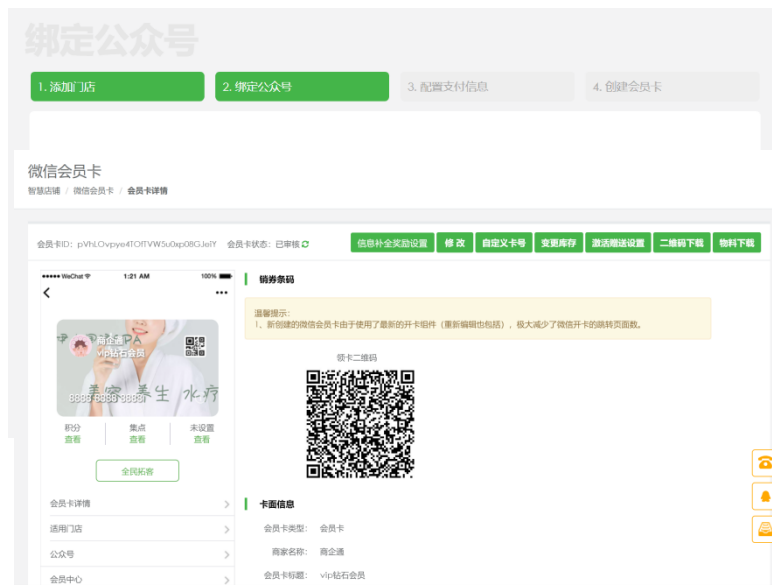 绑定公众号
1. 添加门店
2. 绑定公众号
3. 配置支付信息
4. 创建会员卡
微信会员卡
智慧店铺 / 微信会员卡 / 会员卡详情
会员卡ID：pVhLOvpye4TOfTVW5u0xp08GJeIY 会员卡状态：已审核
信息补全奖励设置
修 改
自定义卡号
变更库存
激活赠送设置
二维码下载
物料下载
WeChat
1:21 AM
100%
商企通
vip钻石会员
美容 养生 水疗
8888 8888 8888
积分
查看
集点
查看
未设置
查看
全民拓客
会员卡详情
适用门店
公众号
会员中心
销券条码
温馨提示：
1、新创建的微信会员卡由于使用了最新的开卡组件（重新编辑也包括），极大减少了微信开卡的跳转页面数。
领卡二维码
卡面信息
会员卡类型： 会员卡
商家名称： 商企通
会员卡标题： vip钻石会员